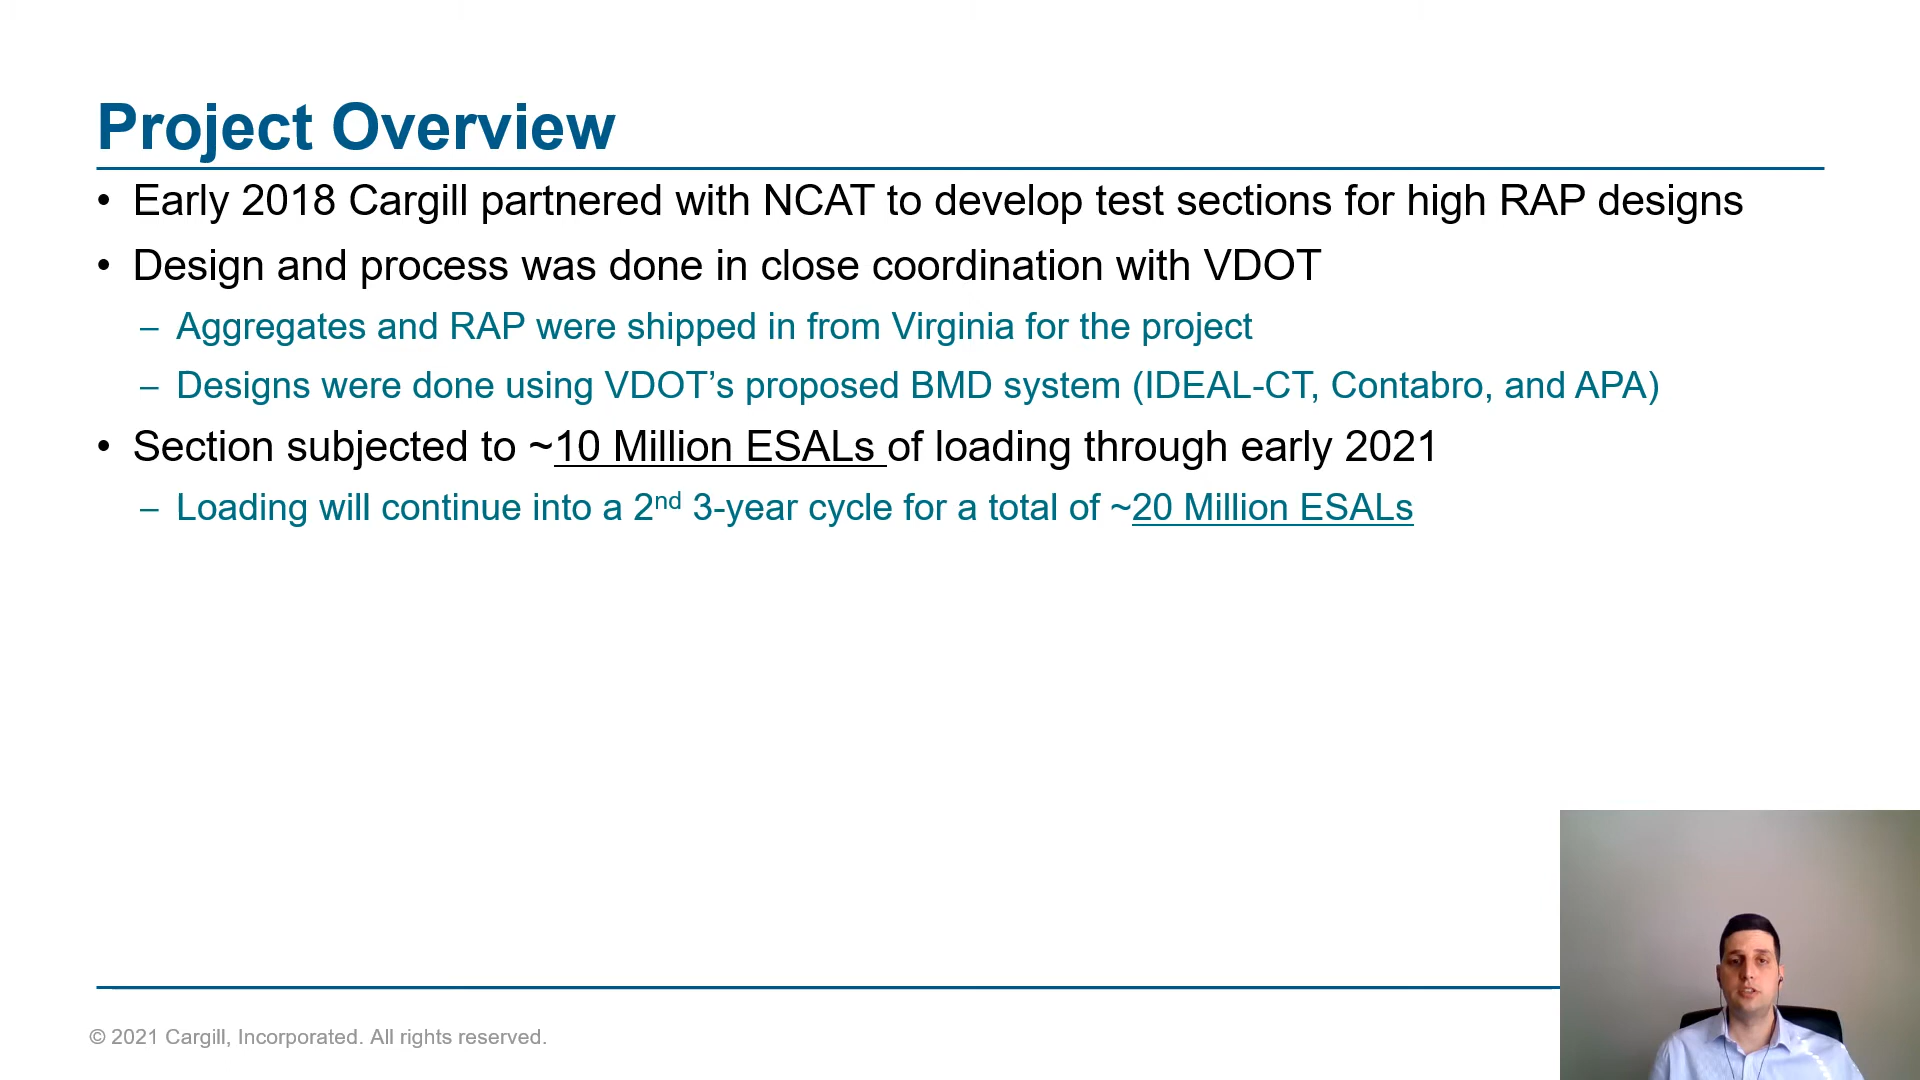 Project Overview
• Early 2018 Cargill partnered with NCAT to develop test sections for high RAP designs
• Design and process was done in close coordination with VDOT
– Aggregates and RAP were shipped in from Virginia for the project
– Designs were done using VDOT’s proposed BMD system (IDEAL-CT, Contabro, and APA)
• Section subjected to ~10 Million ESALs of loading through early 2021
– Loading will continue into a 2nd 3-year cycle for a total of ~20 Million ESALs
© 2021 Cargill, Incorporated. All rights reserved.